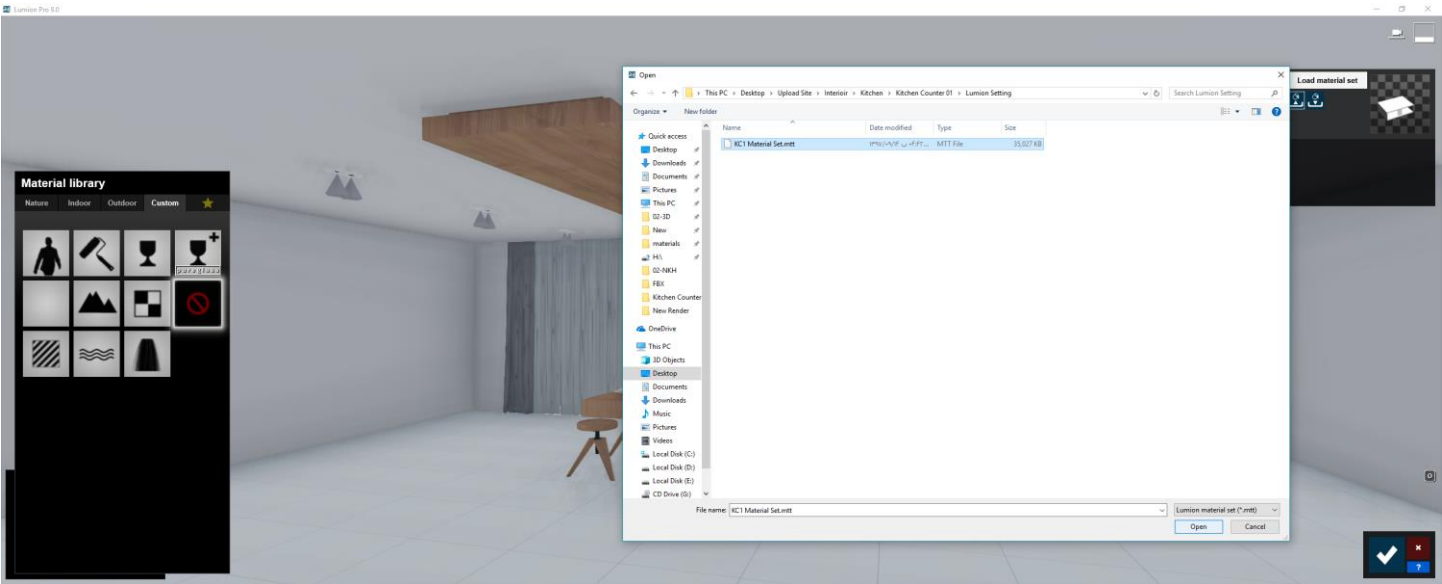 Lumion Pro 9.0
Open
Load material set
This PC › Desktop › Upload Site › Interioir › Kitchen › Kitchen Counter 01 › Lumion Setting
Search Lumion Setting
Organize
New folder
Name
Date modified
Type
Size
KC1 Material Set.mtt
MTT File
35,027 KB
Quick access
Desktop
Downloads
Documents
Pictures
This PC
02-3D
New
materials
H:\
02-NKH
FBX
Kitchen Counter
New Render
OneDrive
This PC
3D Objects
Desktop
Documents
Downloads
Music
Pictures
Videos
Local Disk (C:)
Local Disk (D:)
Local Disk (E:)
CD Drive (G:)
File name:
KC1 Material Set.mtt
Lumion material set (*.mtt)
Open
Cancel
Material library
Nature
Indoor
Outdoor
Custom
pureglass